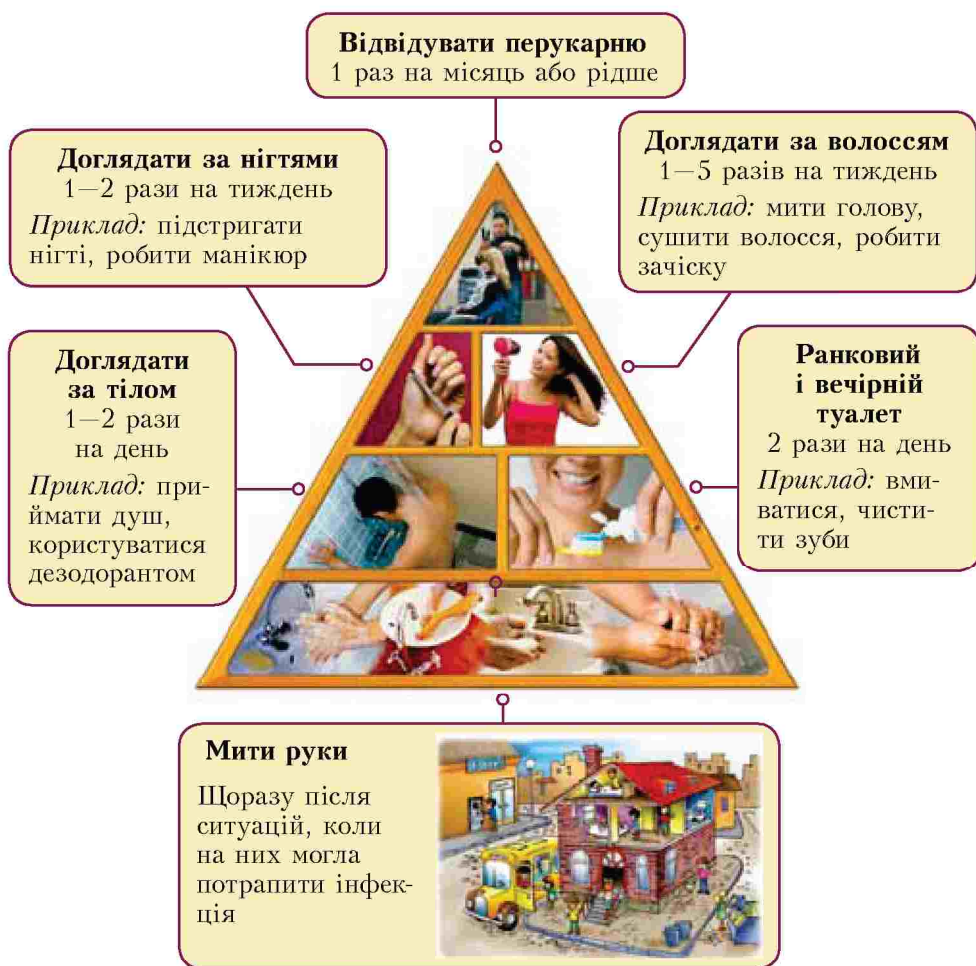 Відвідувати перукарню
1 раз на місяць або рідше
Доглядати за нігтями
1—2 рази на тиждень
Приклад: підстригати
нігті, робити манікюр
Доглядати за волоссям
1—5 разів на тиждень
Приклад: мити голову,
сушити волосся, робити
зачіску
Доглядати
за тілом
1—2 рази
на день
Приклад: при-
ймати душ,
користуватися
дезодорантом
Ранковий
і вечірній
туалет
2 рази на день
Приклад: вми-
ватися, чисти-
ти зуби
Мити руки
Щоразу після
ситуацій, коли
на них могла
потрапити інфек-
ція